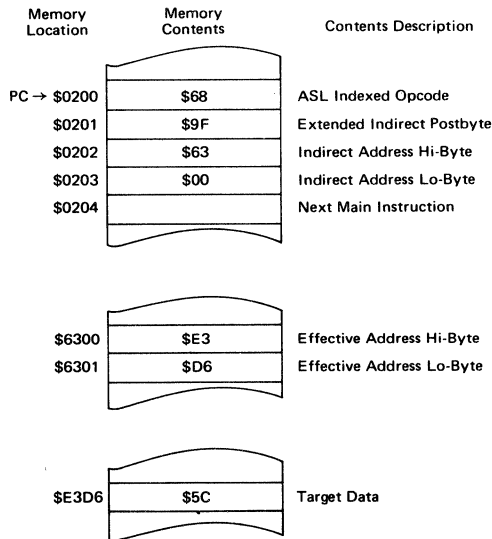 Memory Location Memory Contents Contents Description
PC → $0200 $68 ASL Indexed Opcode
$0201 $9F Extended Indirect Postbyte
$0202 $63 Indirect Address Hi-Byte
$0203 $00 Indirect Address Lo-Byte
$0204 Next Main Instruction
$6300 $E3 Effective Address Hi-Byte
$6301 $D6 Effective Address Lo-Byte
$E3D6 $5C Target Data